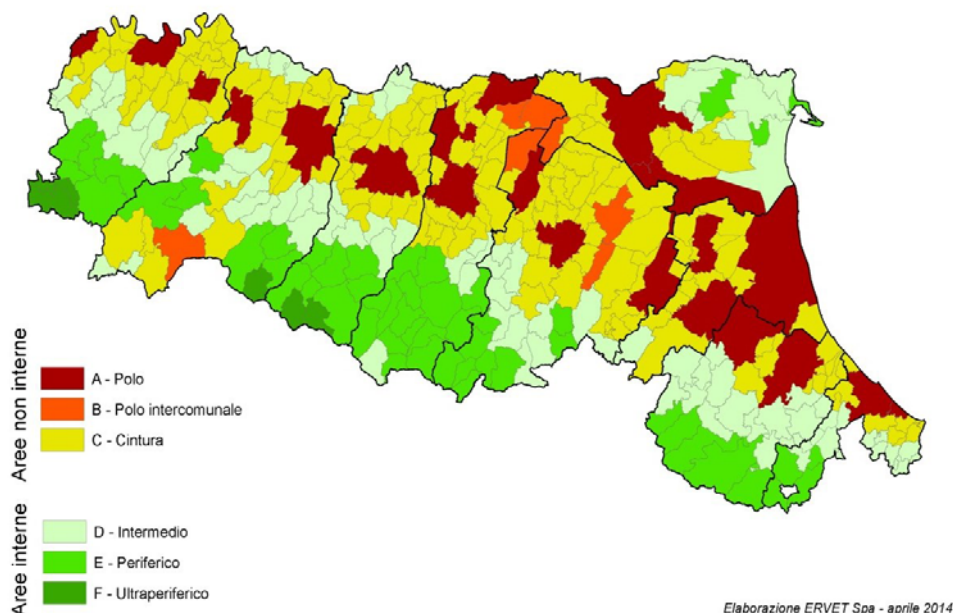 Aree non interne
A - Polo
B - Polo intercomunale
C - Cintura
Aree interne
D - Intermedio
E - Periferico
F - Ultraperiferico
Elaborazione ERVET Spa - aprile 2014